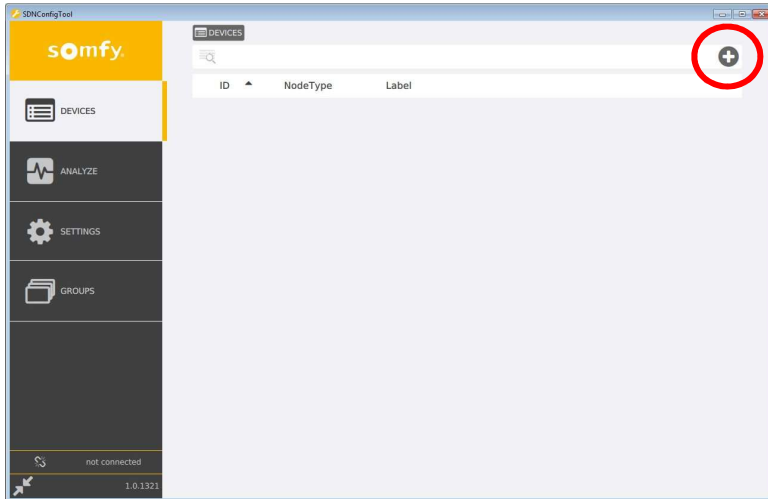 SDNConfigTool
somfy.
DEVICES
ID NodeType Label
DEVICES
ANALYZE
SETTINGS
GROUPS
not connected
1.0.1321